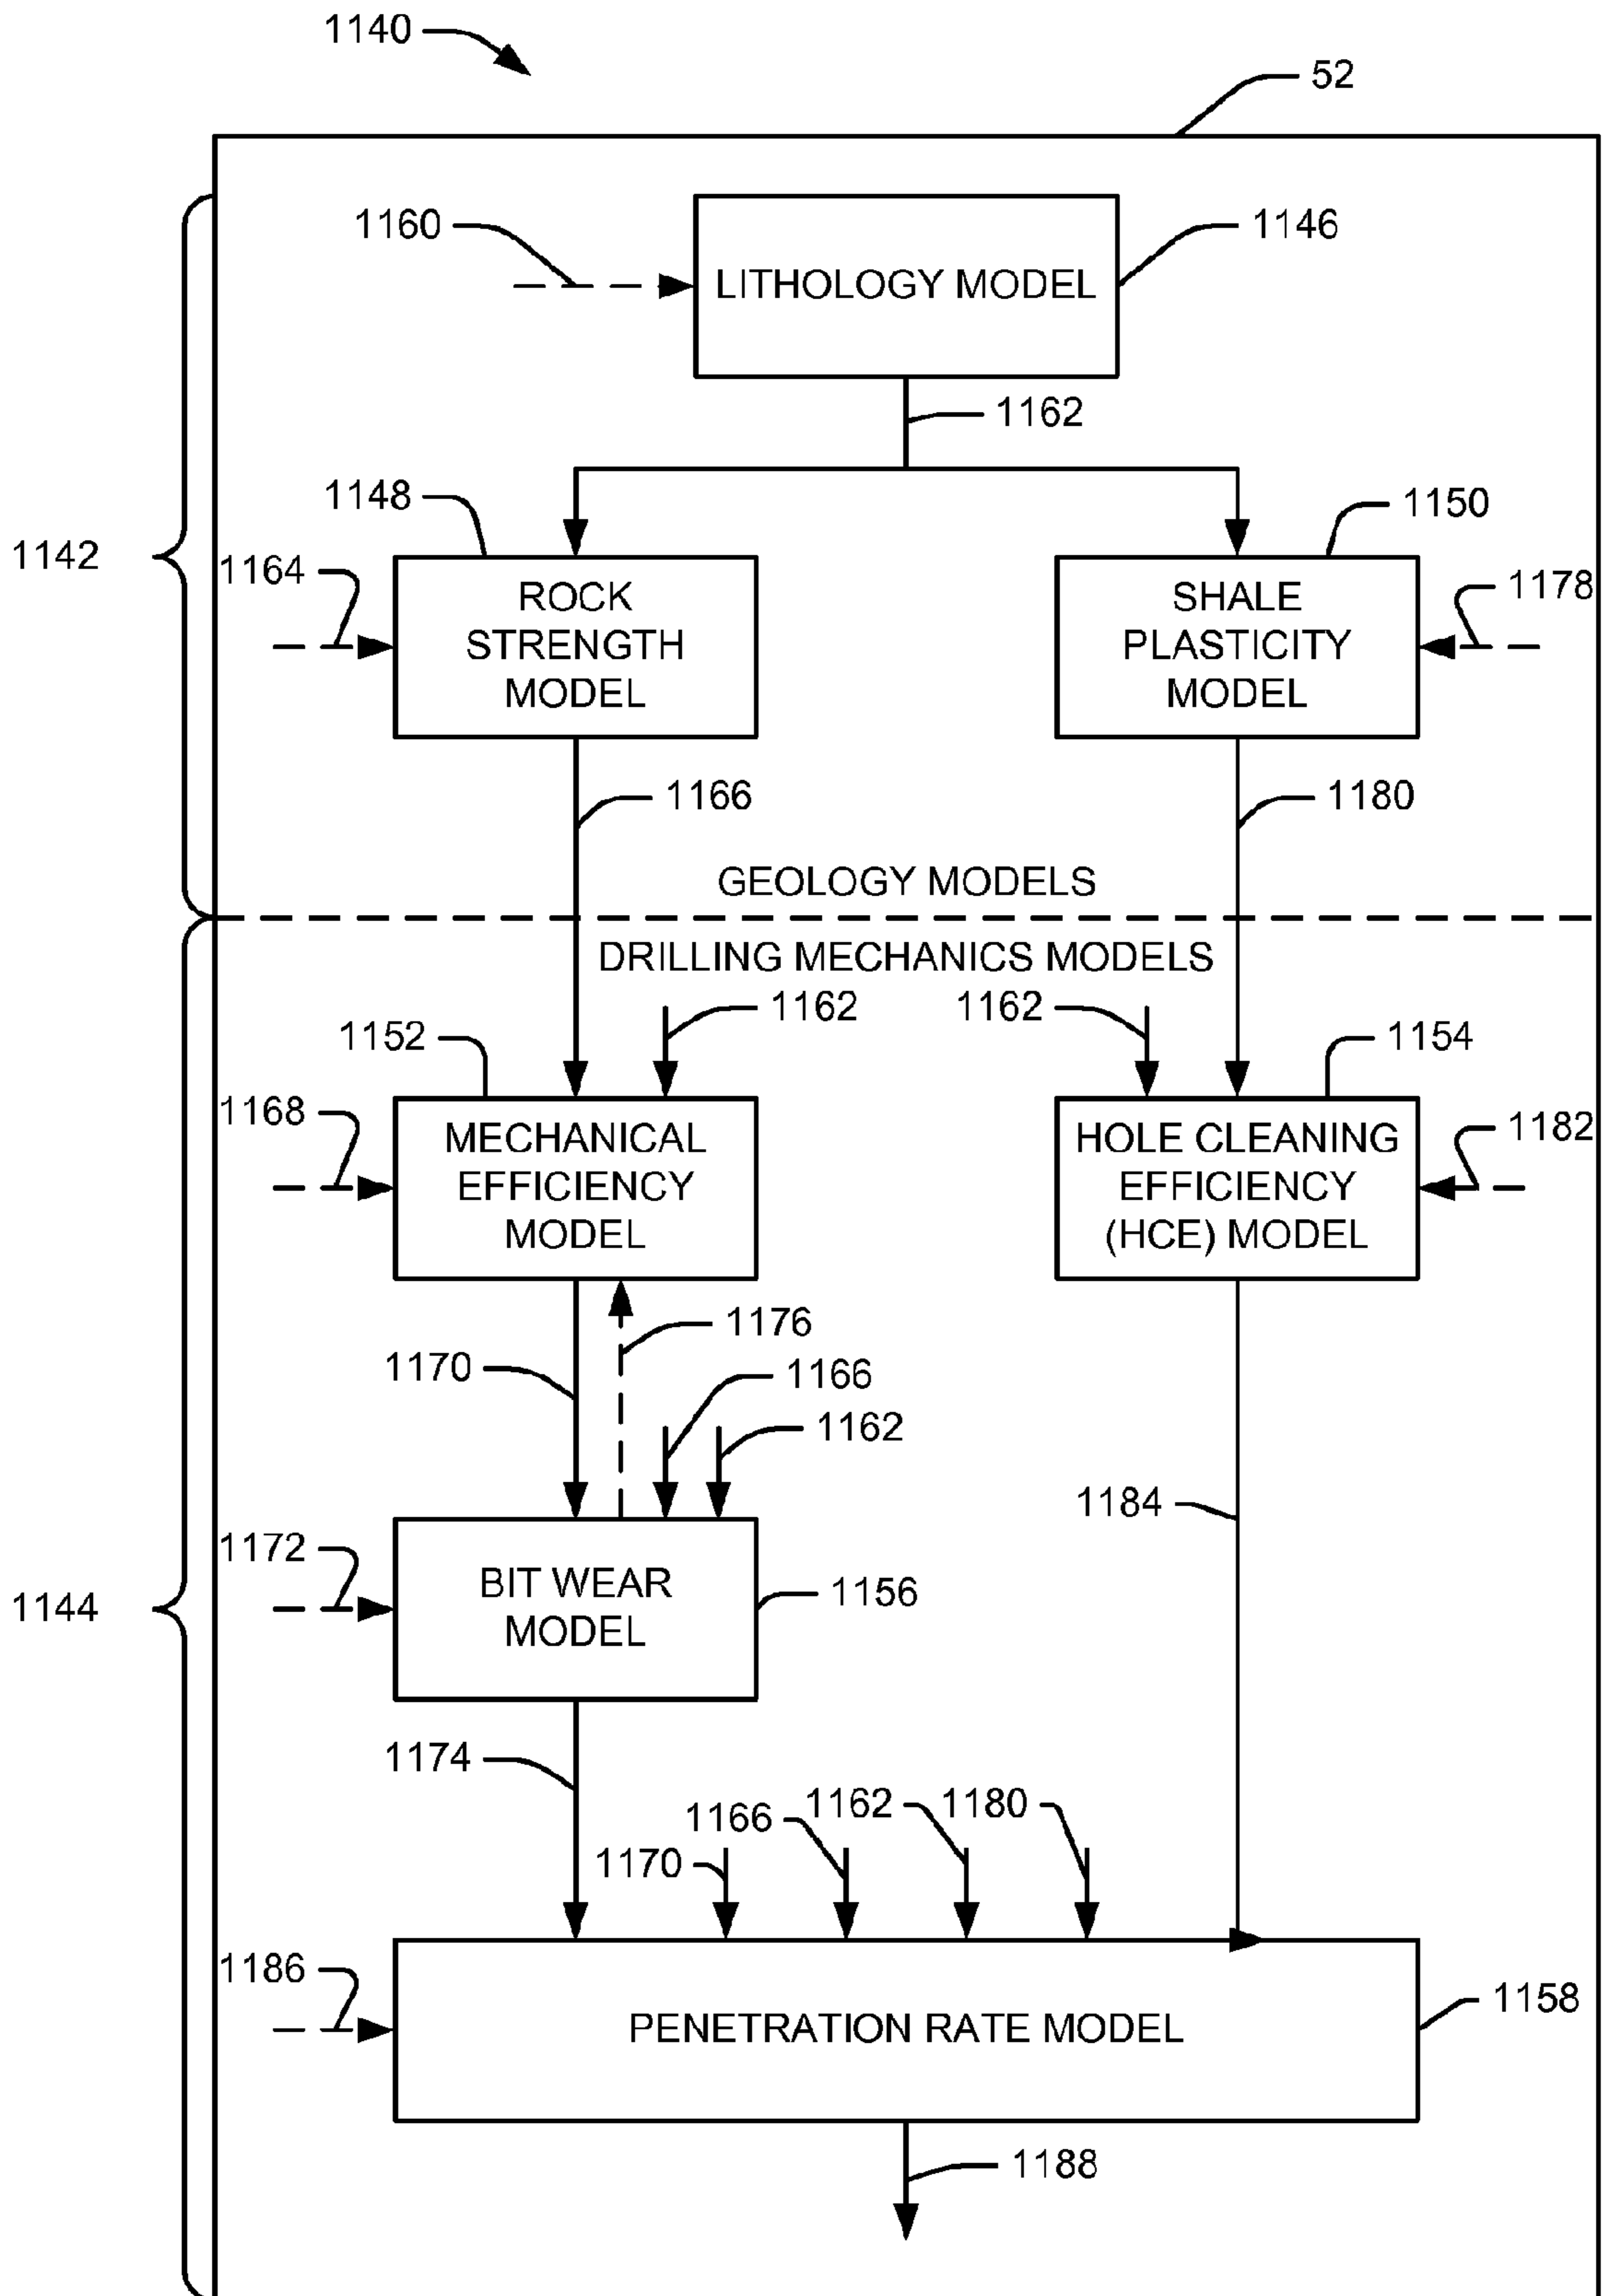 1140
52
1160
1146
LITHOLOGY MODEL
1162
1148
1150
1142
1164
ROCK
STRENGTH
MODEL
SHALE
PLASTICITY
MODEL
1178
1166
1180
GEOLOGY MODELS
DRILLING MECHANICS MODELS
1162
1162
1152
1154
1168
MECHANICAL
EFFICIENCY
MODEL
HOLE CLEANING
EFFICIENCY
(HCE) MODEL
1182
1176
1170
1166
1162
1184
1172
BIT WEAR
MODEL
1156
1144
1174
1170
1166
1162
1180
1186
PENETRATION RATE MODEL
1158
1188